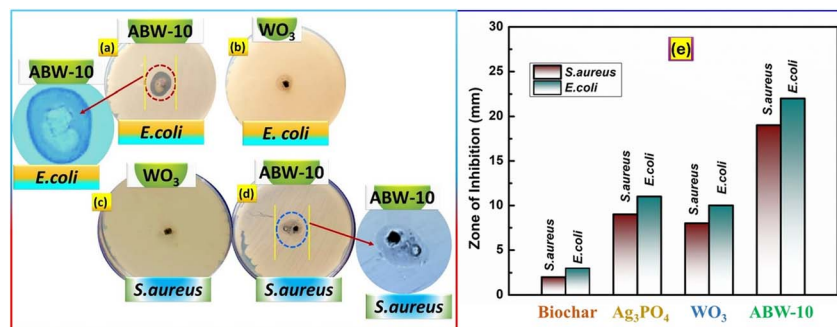 (a)
ABW-10
E.coli
ABW-10
E.coli
(b)
WO₃
E. coli
(c)
WO₃
S.aureus
(d)
ABW-10
S.aureus
ABW-10
S.aureus
(e)
Zone of Inhibition (mm)
30
25
20
15
10
5
0
S.aureus
E.coli
S.aureus
E.coli
S.aureus
E.coli
S.aureus
E.coli
S.aureus
E.coli
Biochar Ag₃PO₄ WO₃ ABW-10